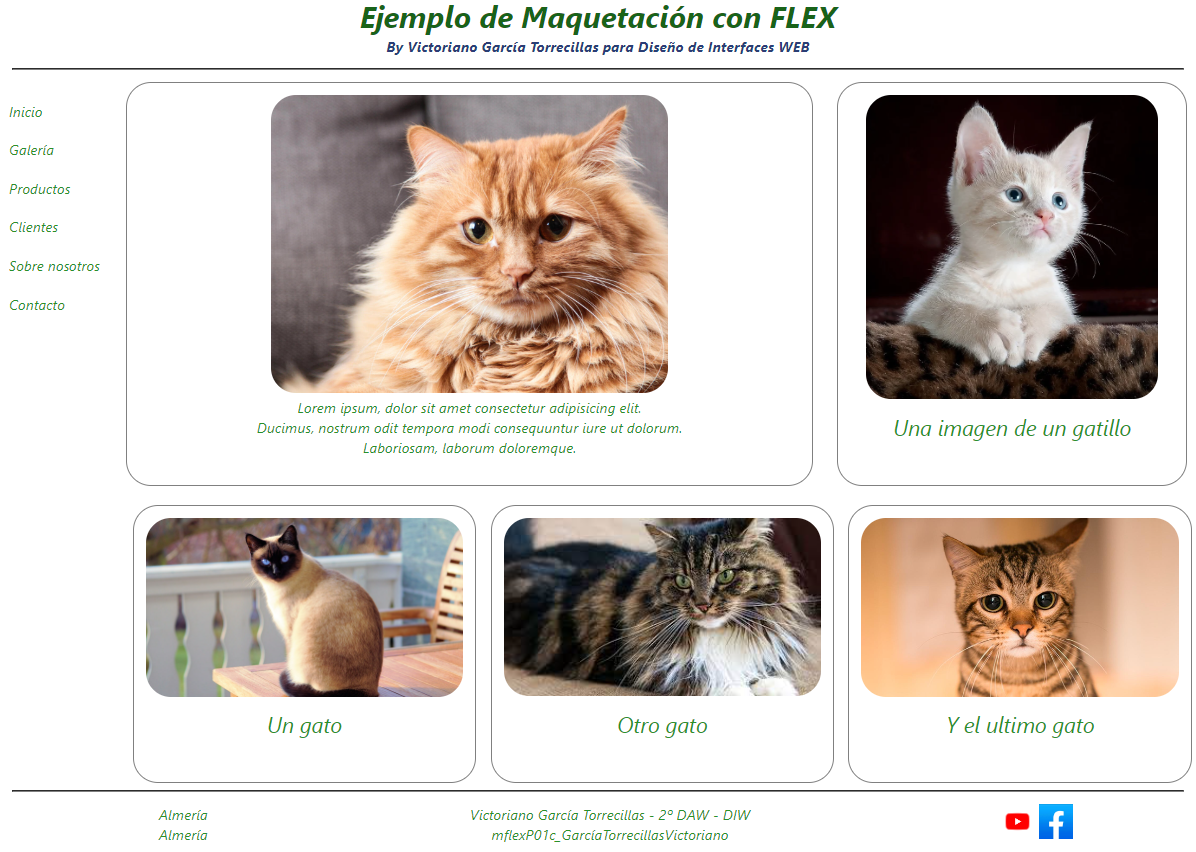 Ejemplo de Maquetación con FLEX
By Victoriano García Torrecillas para Diseño de Interfaces WEB
Inicio
Galería
Productos
Clientes
Sobre nosotros
Contacto
Lorem ipsum, dolor sit amet consectetur adipisicing elit.
Ducimus, nostrum odit tempora modi consequuntur iure ut dolorum.
Laboriosam, laborum doloremque.
Una imagen de un gatillo
Un gato
Otro gato
Y el ultimo gato
Almería
Almería
Victoriano García Torrecillas - 2º DAW - DIW
mflexP01c_GarcíaTorrecillasVictoriano